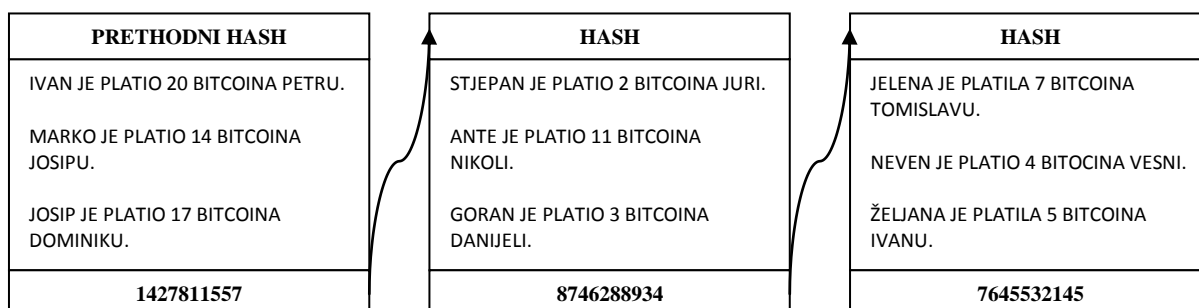 PRETHODNI HASH
IVAN JE PLATIO 20 BITCOINA PETRU.
MARKO JE PLATIO 14 BITCOINA
JOSIPU.
JOSIP JE PLATIO 17 BITCOINA
DOMINIKU.
1427811557
HASH
STJEPAN JE PLATIO 2 BITCOINA JURI.
ANTE JE PLATIO 11 BITCOINA
NIKOLI.
GORAN JE PLATIO 3 BITCOINA
DANIJELI.
8746288934
HASH
JELENA JE PLATILA 7 BITCOINA
TOMISLAVU.
NEVEN JE PLATIO 4 BITOCINA VESNI.
ŽELJANA JE PLATILA 5 BITCOINA
IVANU.
7645532145